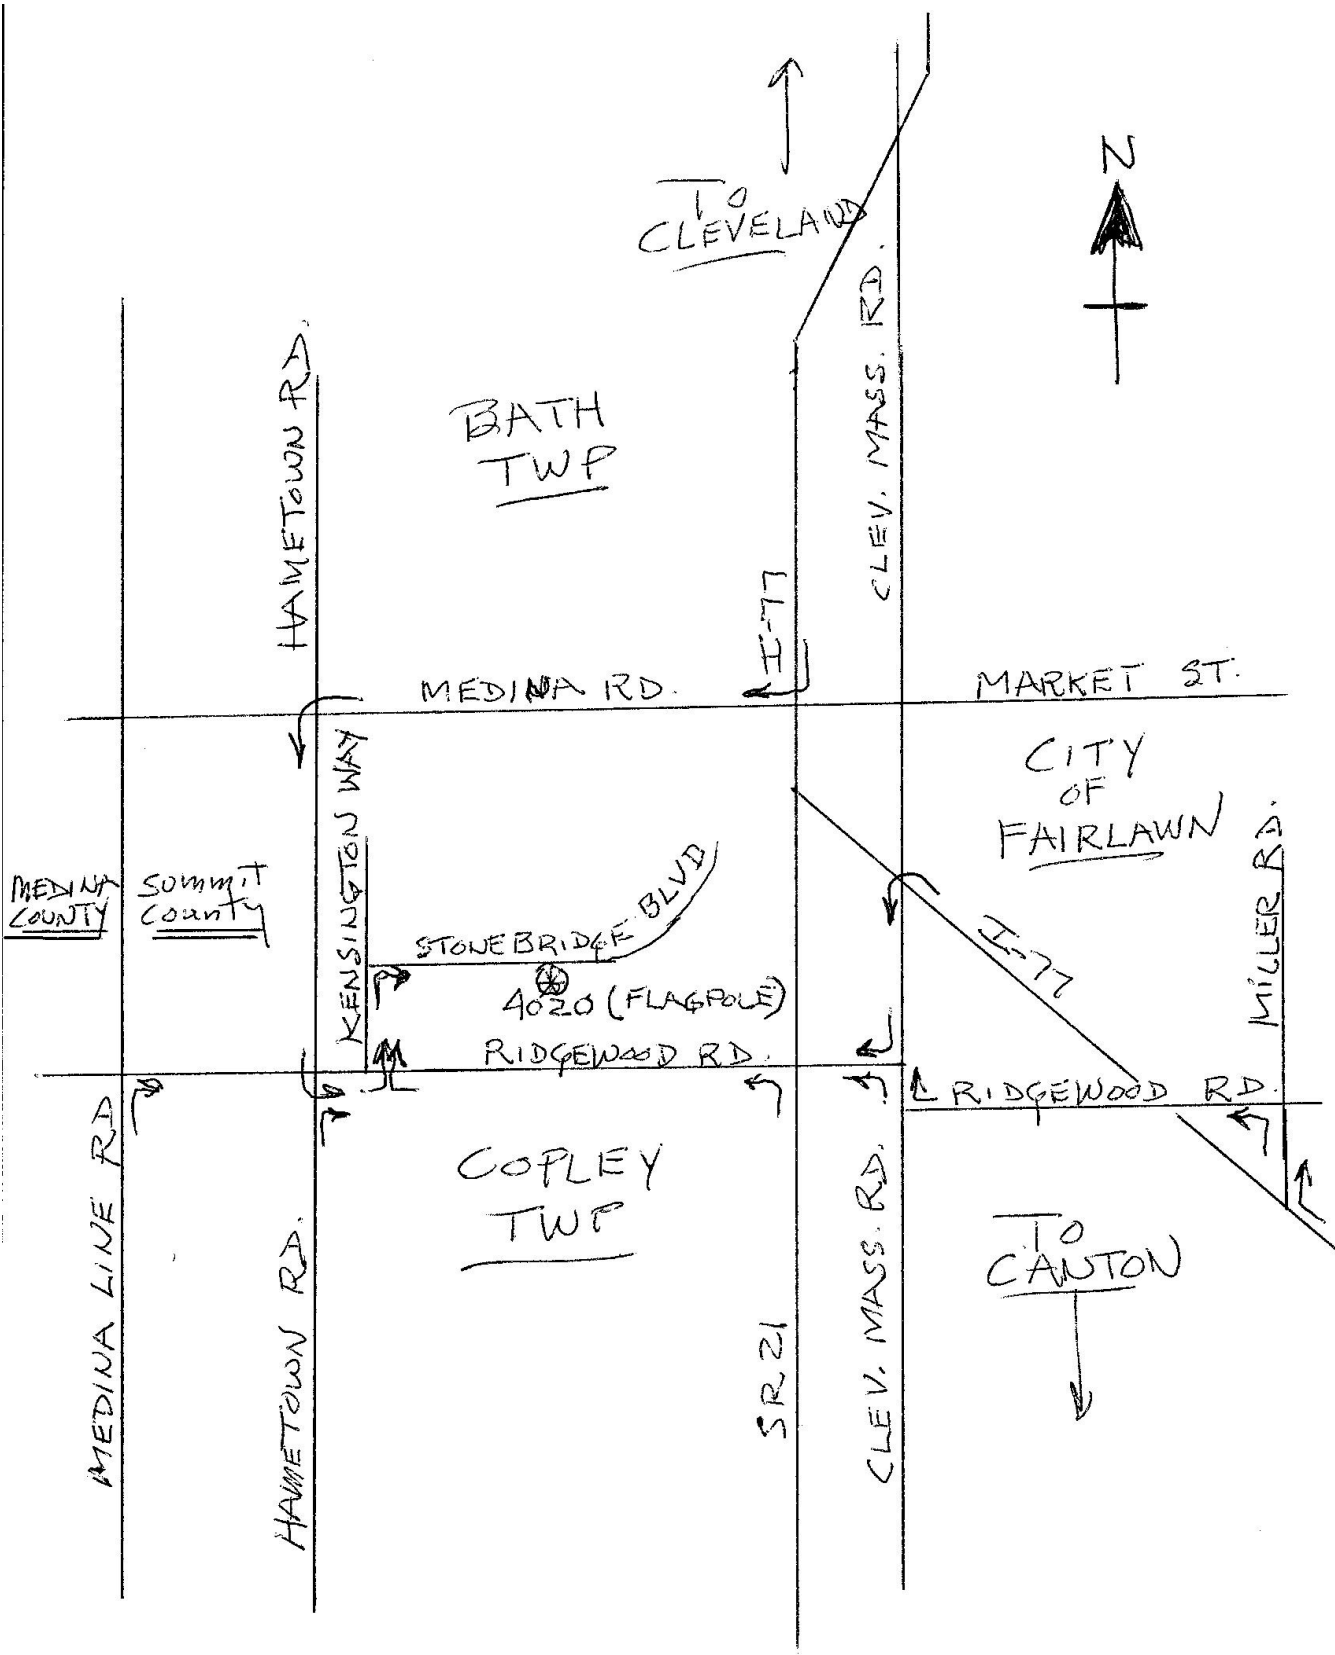 N
TO
CLEVELAND
CLEV. MASS. RD.
HAMETOWN RD.
BATH
TWP
I-77
MEDINA RD.
MARKET ST.
KENSINGTON WAY
CITY
OF
FAIRLAWN
MILLER RD.
MEDINA
COUNTY
Summit
County
STONEBRIDGE BLVD
4020 (FLAGPOLE)
I-77
RIDGEWOOD RD.
RIDGEWOOD RD.
MEDINA LINE RD
HAMETOWN RD.
COPLEY
TWP
SR 21
CLEV. MASS. RD.
TO
CANTON